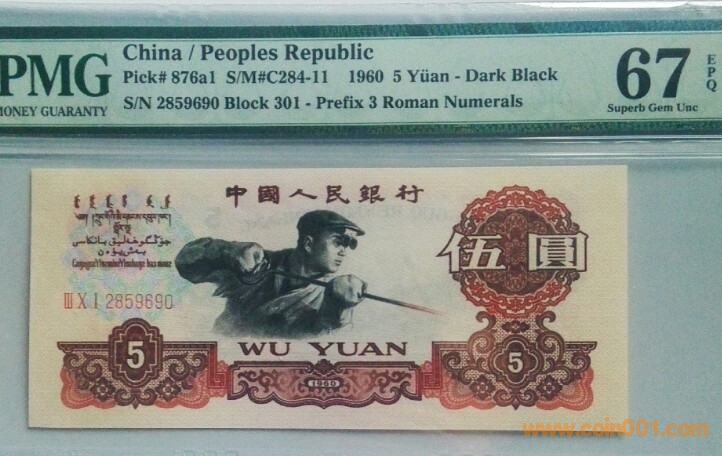 China / Peoples Republic
PMG
Pick# 876a1 S/M#C284-11 1960 5 Yüan - Dark Black
MONEY GUARANTY
S/N 2859690 Block 301 - Prefix 3 Roman Numerals
67
EPQ
Superb Gem Unc
中國人民銀行
伍圓
Ⅲ Ⅹ Ⅰ 2859690
5
WU YUAN
5
1960
www.coin001.com